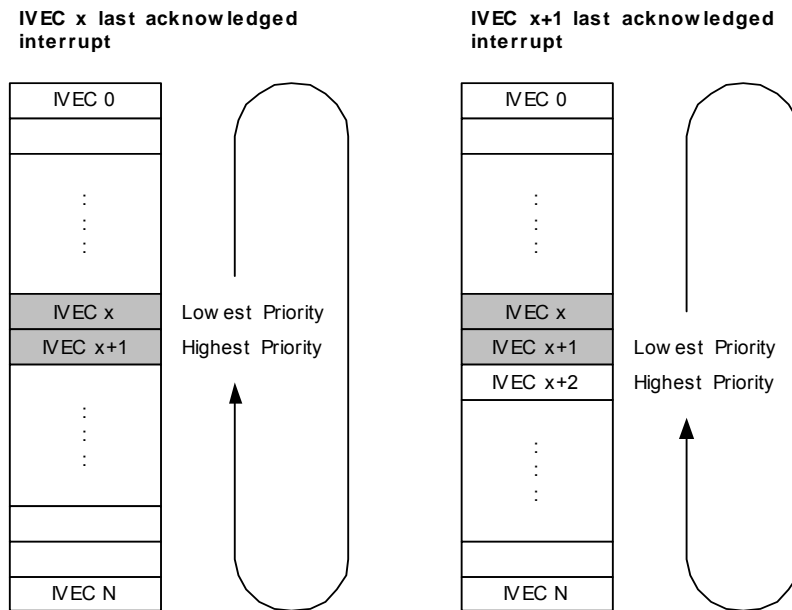 IVEC x last acknowledged
interrupt
IVEC 0
IVEC x
Lowest Priority
IVEC x+1
Highest Priority
IVEC N
IVEC x+1 last acknowledged
interrupt
IVEC 0
IVEC x
IVEC x+1
Lowest Priority
IVEC x+2
Highest Priority
IVEC N